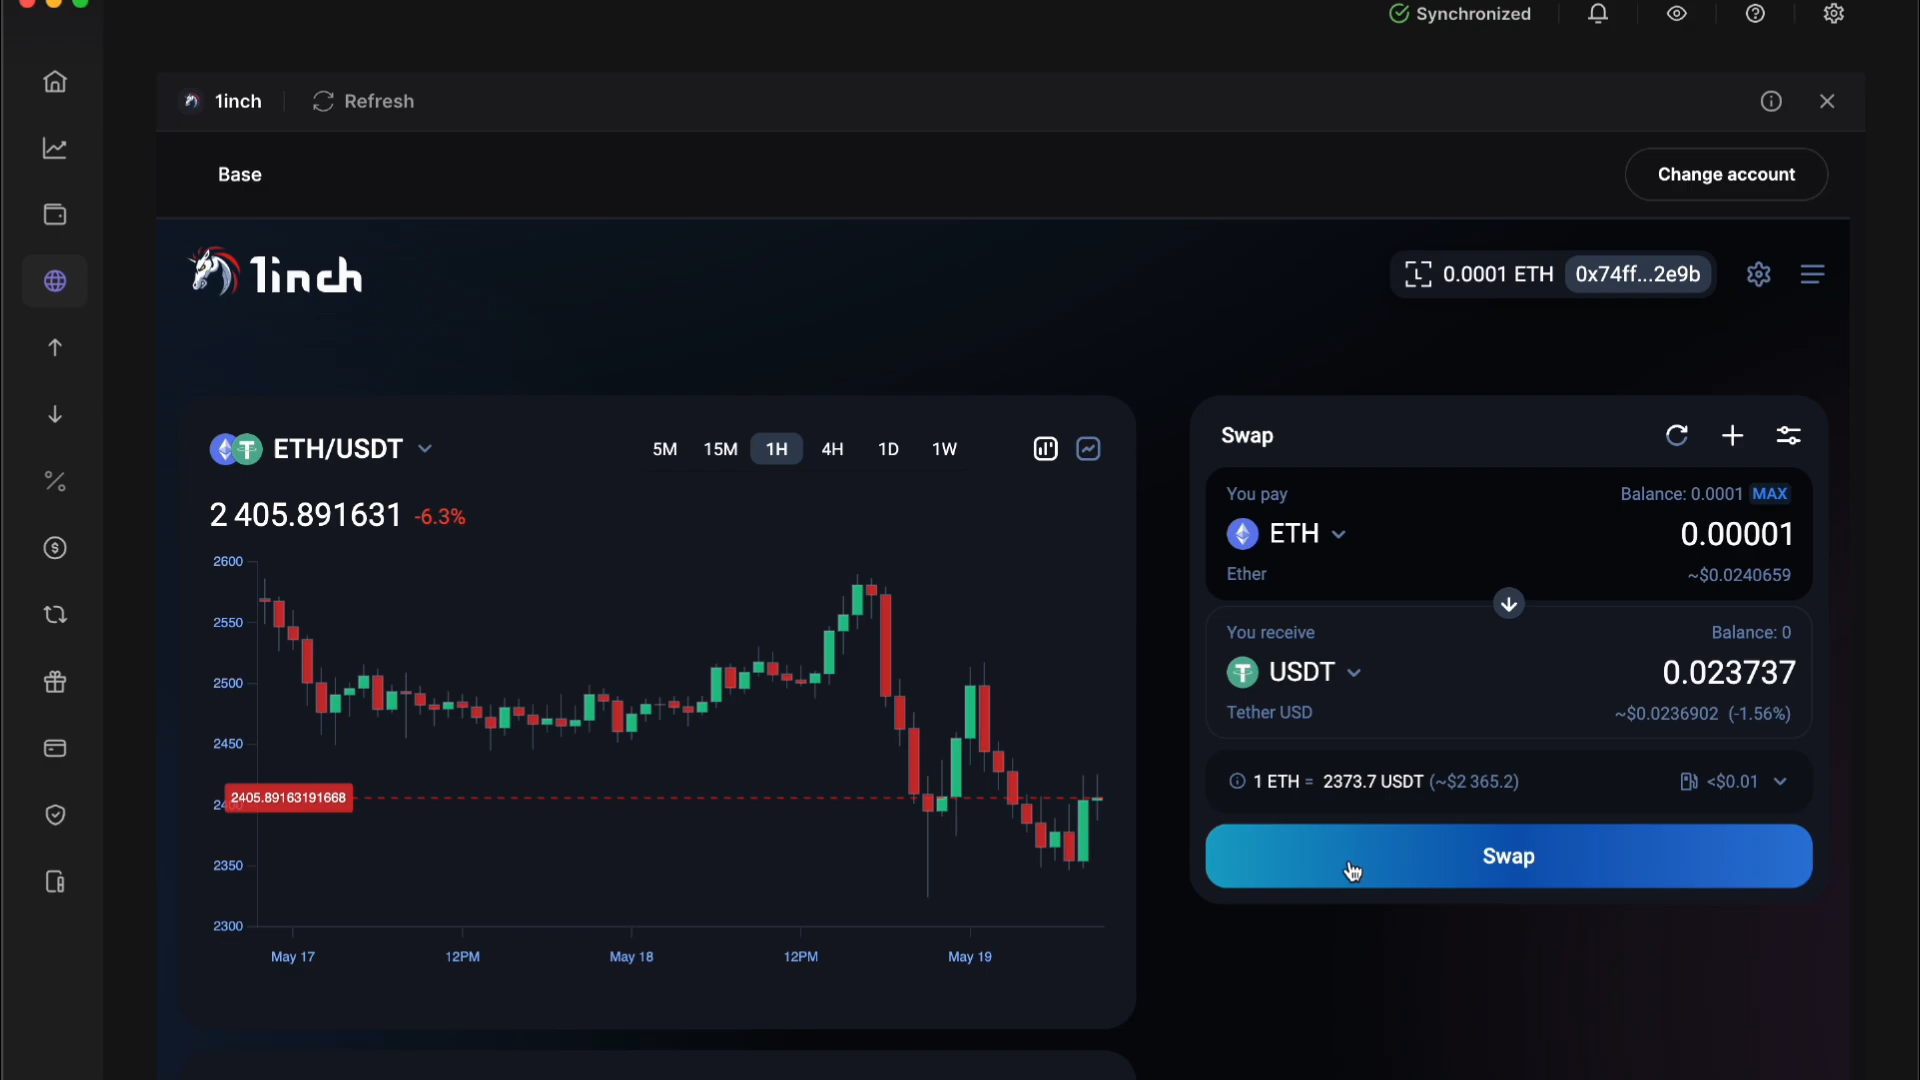 Synchronized
1inch
Refresh
Base
Change account
1inch
0.0001 ETH 0x74ff...2e9b
ETH/USDT
5M 15M 1H 4H 1D 1W
2 405.891631 -6.3%
2600
2550
2500
2450
2405.89163191668
2350
2300
May 17 12PM May 18 12PM May 19
Swap
You pay Balance: 0.0001 MAX
ETH 0.00001
Ether ~$0.0240659
You receive Balance: 0
USDT 0.023737
Tether USD ~$0.0236902 (-1.56%)
1 ETH = 2373.7 USDT (~$2 365.2) <$0.01
Swap